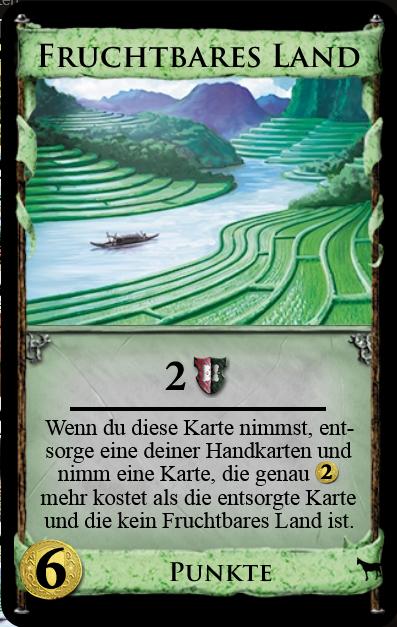 FRUCHTBARES LAND
2
Wenn du diese Karte nimmst, ent-
sorge eine deiner Handkarten und
nimm eine Karte, die genau 2
mehr kostet als die entsorgte Karte
und die kein Fruchtbares Land ist.
6 PUNKTE